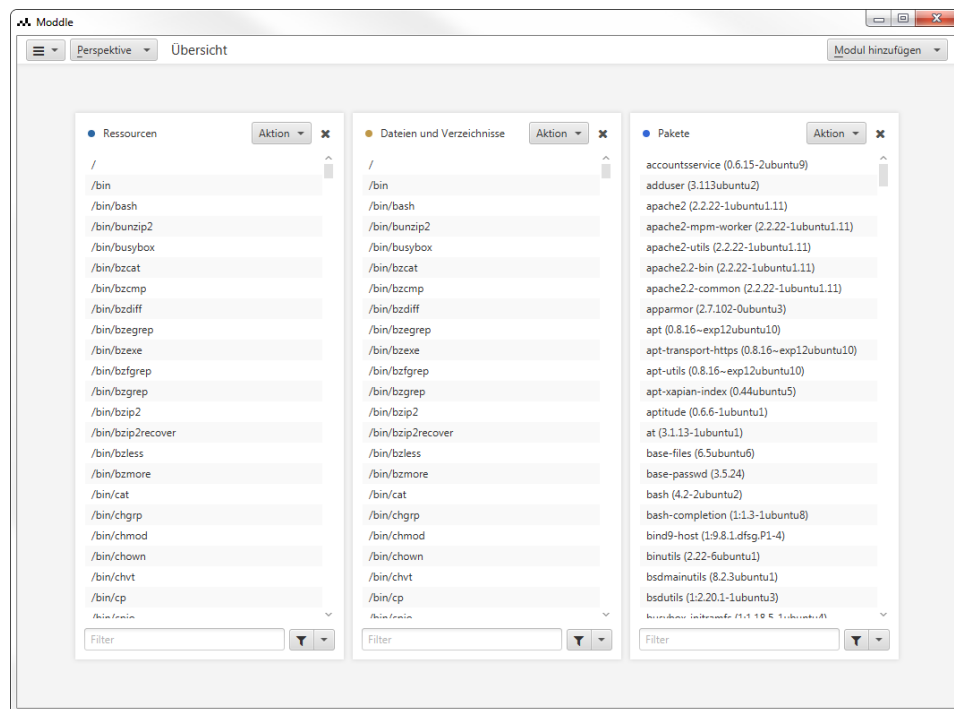 Moddle
Perspektive
Übersicht
Modul hinzufügen
Ressourcen
Aktion
/
/bin
/bin/bash
/bin/bunzip2
/bin/busybox
/bin/bzcat
/bin/bzcmp
/bin/bzdiff
/bin/bzegrep
/bin/bzexe
/bin/bzfgrep
/bin/bzgrep
/bin/bzip2
/bin/bzip2recover
/bin/bzless
/bin/bzmore
/bin/cat
/bin/chgrp
/bin/chmod
/bin/chown
/bin/chvt
/bin/cp
/bin/cpio
Filter
Dateien und Verzeichnisse
Aktion
/
/bin
/bin/bash
/bin/bunzip2
/bin/busybox
/bin/bzcat
/bin/bzcmp
/bin/bzdiff
/bin/bzegrep
/bin/bzexe
/bin/bzfgrep
/bin/bzgrep
/bin/bzip2
/bin/bzip2recover
/bin/bzless
/bin/bzmore
/bin/cat
/bin/chgrp
/bin/chmod
/bin/chown
/bin/chvt
/bin/cp
/bin/cpio
Filter
Pakete
Aktion
accountsservice (0.6.15-2ubuntu9)
adduser (3.113ubuntu2)
apache2 (2.2.22-1ubuntu1.11)
apache2-mpm-worker (2.2.22-1ubuntu1.11)
apache2-utils (2.2.22-1ubuntu1.11)
apache2.2-bin (2.2.22-1ubuntu1.11)
apache2.2-common (2.2.22-1ubuntu1.11)
apparmor (2.7.102-0ubuntu3)
apt (0.8.16~exp12ubuntu10)
apt-transport-https (0.8.16~exp12ubuntu10)
apt-utils (0.8.16~exp12ubuntu10)
apt-xapian-index (0.44ubuntu5)
aptitude (0.6.6-1ubuntu1)
at (3.1.13-1ubuntu1)
base-files (6.5ubuntu6)
base-passwd (3.5.24)
bash (4.2-2ubuntu2)
bash-completion (1:1.3-1ubuntu8)
bind9-host (1:9.8.1.dfsg.P1-4)
binutils (2.22-6ubuntu1)
bsdmainutils (8.2.3ubuntu1)
bsdutils (1:2.20.1-1ubuntu3)
busybox-initramfs (1:1.18.5-1ubuntu4)
Filter